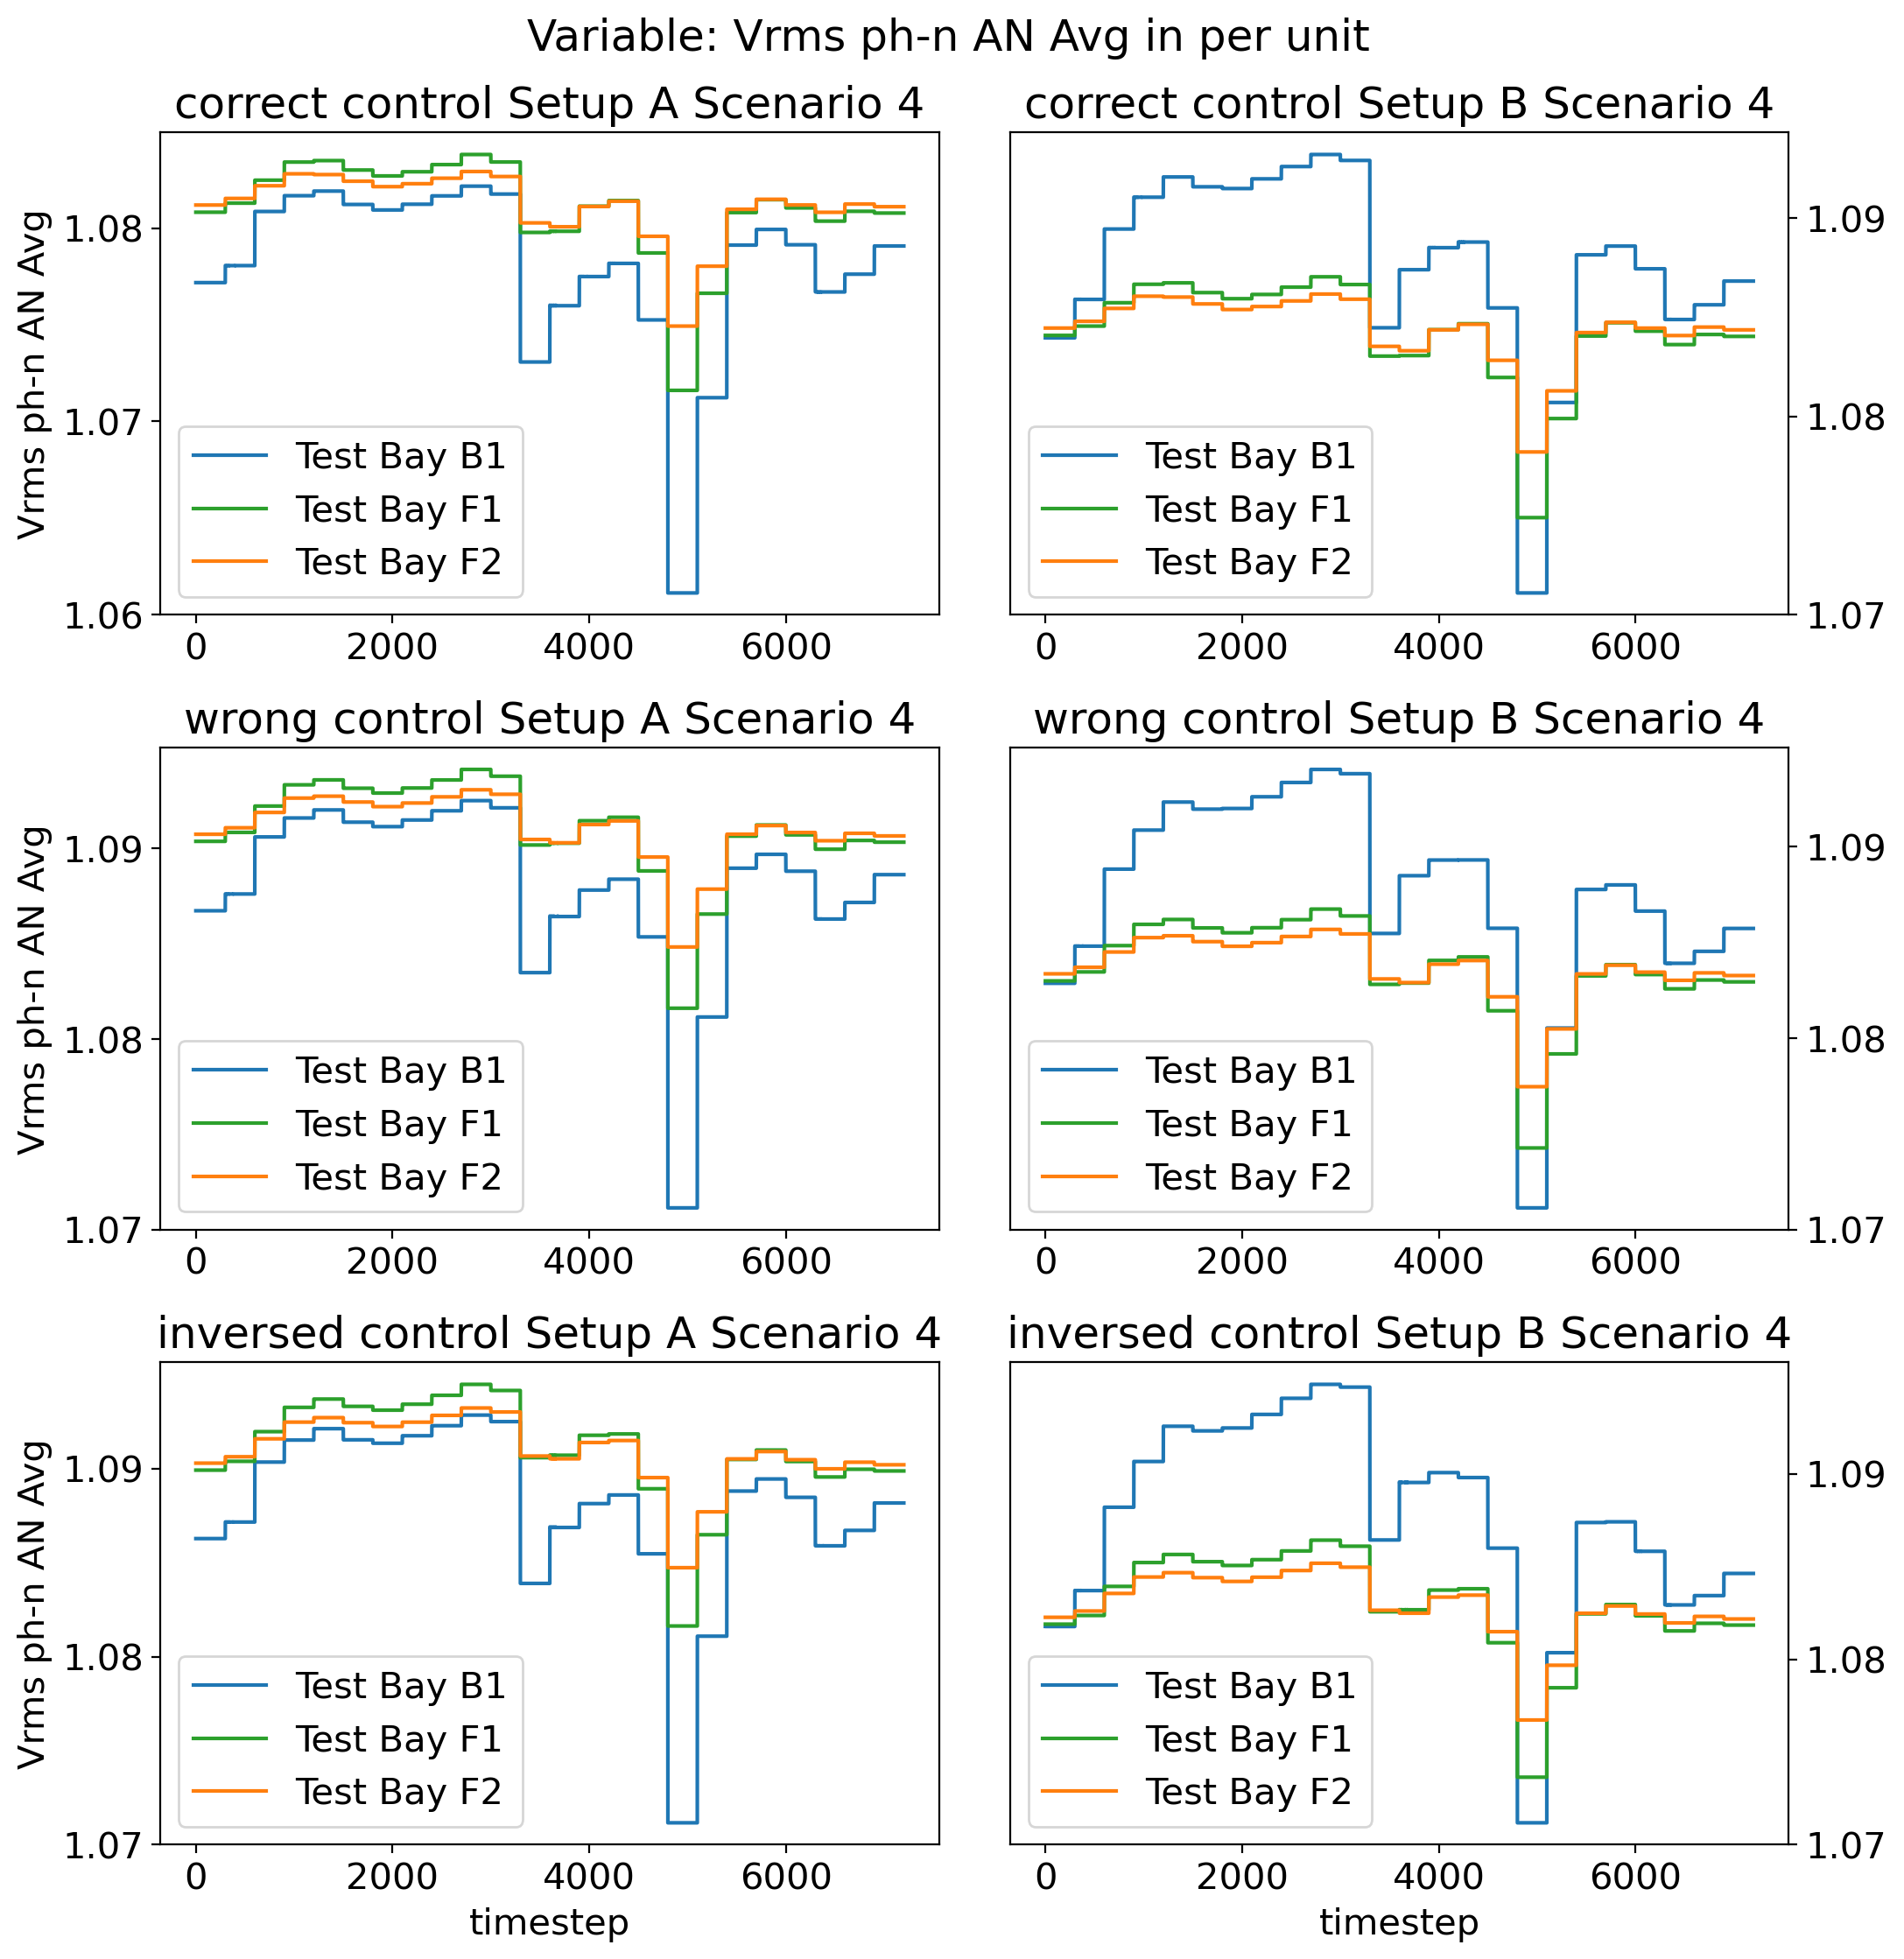 Variable: Vrms ph-n AN Avg in per unit
correct control Setup A Scenario 4
Vrms ph-n AN Avg
1.08
1.07
1.06
Test Bay B1
Test Bay F1
Test Bay F2
0 2000 4000 6000
correct control Setup B Scenario 4
1.09
1.08
1.07
Test Bay B1
Test Bay F1
Test Bay F2
0 2000 4000 6000
wrong control Setup A Scenario 4
Vrms ph-n AN Avg
1.09
1.08
1.07
Test Bay B1
Test Bay F1
Test Bay F2
0 2000 4000 6000
wrong control Setup B Scenario 4
1.09
1.08
1.07
Test Bay B1
Test Bay F1
Test Bay F2
0 2000 4000 6000
inversed control Setup A Scenario 4
Vrms ph-n AN Avg
1.09
1.08
1.07
Test Bay B1
Test Bay F1
Test Bay F2
0 2000 4000 6000
timestep
inversed control Setup B Scenario 4
1.09
1.08
1.07
Test Bay B1
Test Bay F1
Test Bay F2
0 2000 4000 6000
timestep